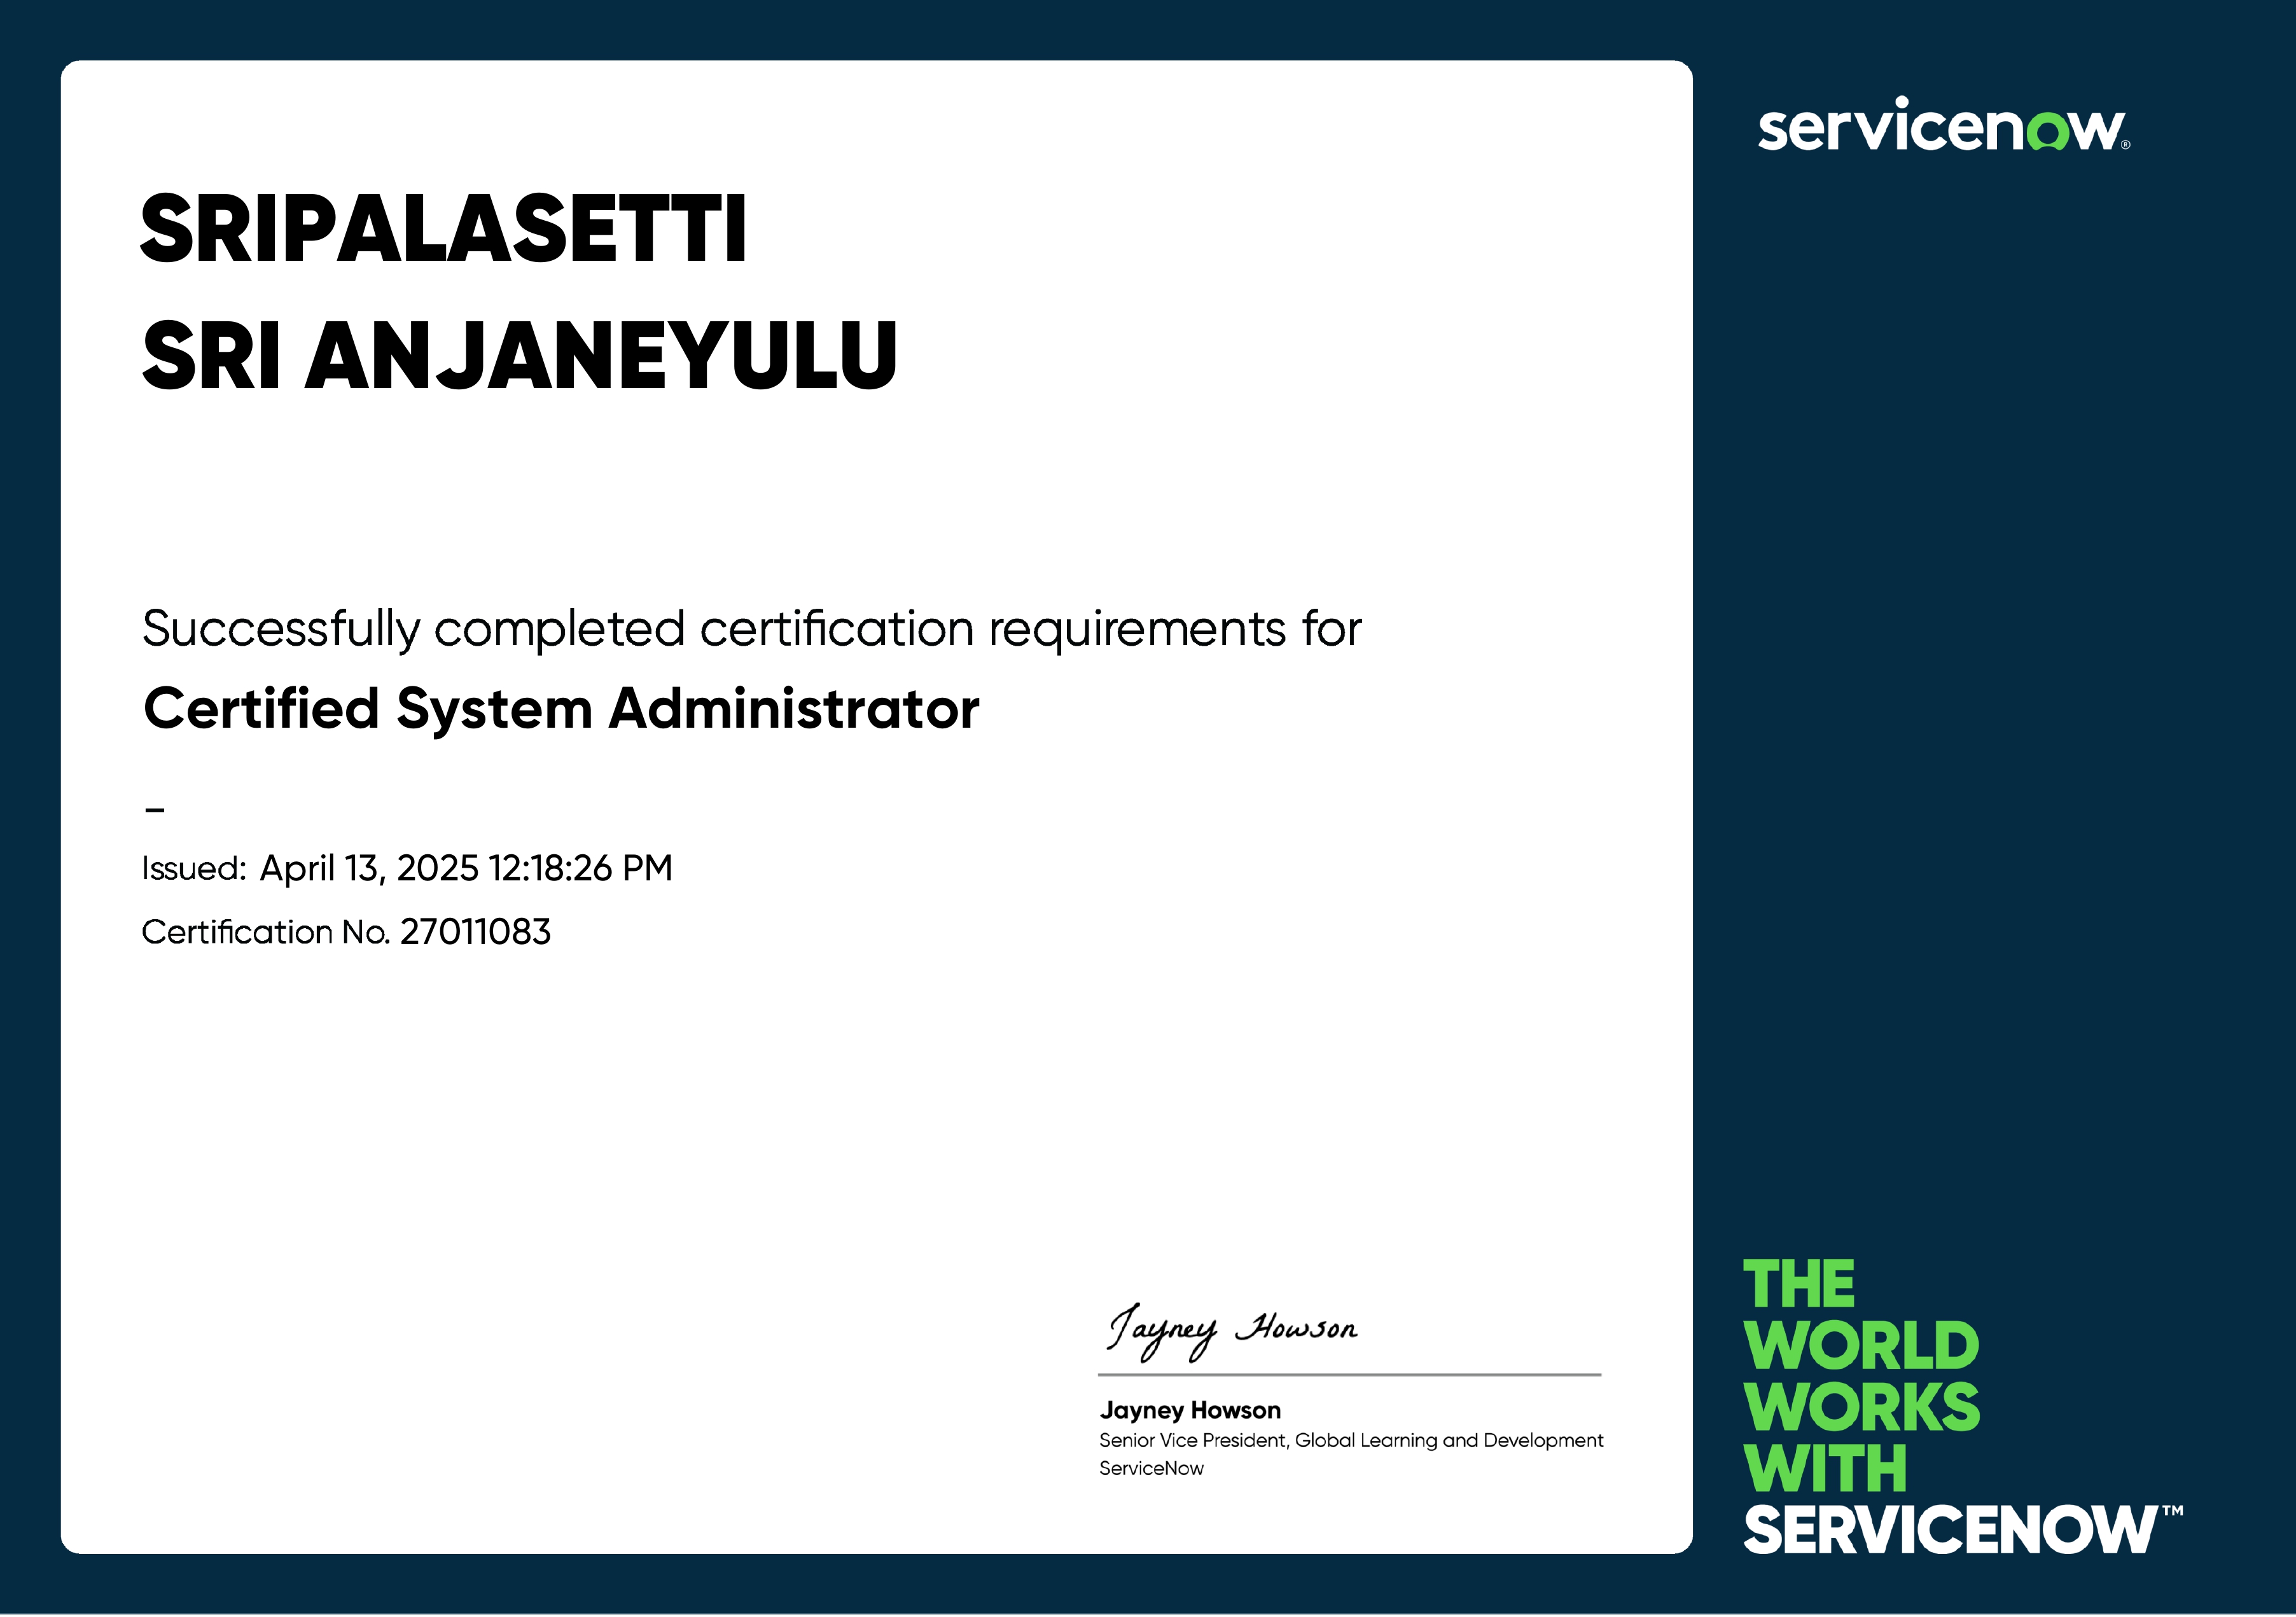 servicenow®
SRIPALASETTI
SRI ANJANEYULU
Successfully completed certification requirements for
Certified System Administrator
–
Issued: April 13, 2025 12:18:26 PM
Certification No. 27011083
Jayney Howson
Jayney Howson
Senior Vice President, Global Learning and Development
ServiceNow
THE
WORLD
WORKS
WITH
SERVICENOW™